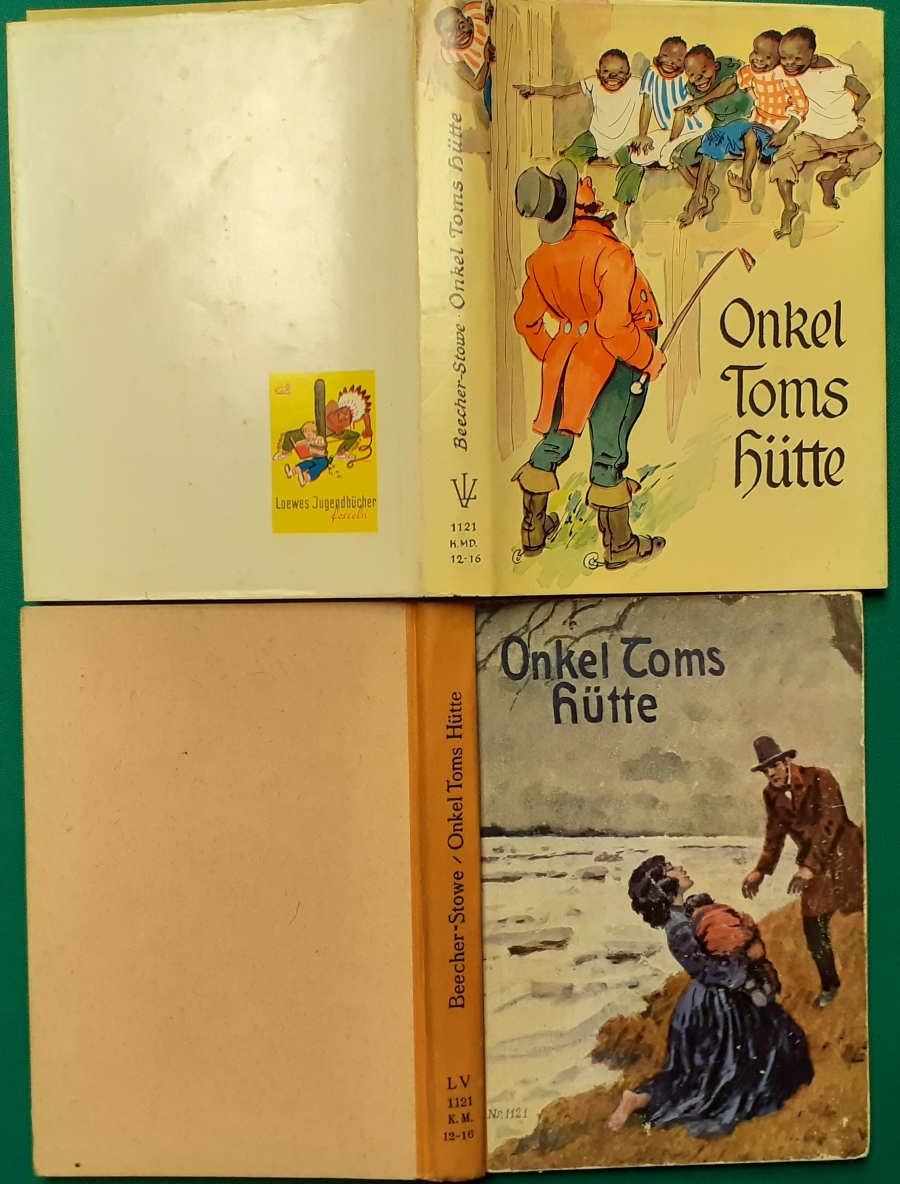 Beecher-Stowe · Onkel Toms Hütte
LV
1121
K.MD.
12-16
Onkel
Toms
Hütte
Loewes Jugendbücher
fesseln
Beecher-Stowe / Onkel Toms Hütte
LV
1121
K. M.
12-16
Onkel Toms
Hütte
Nr. 1121